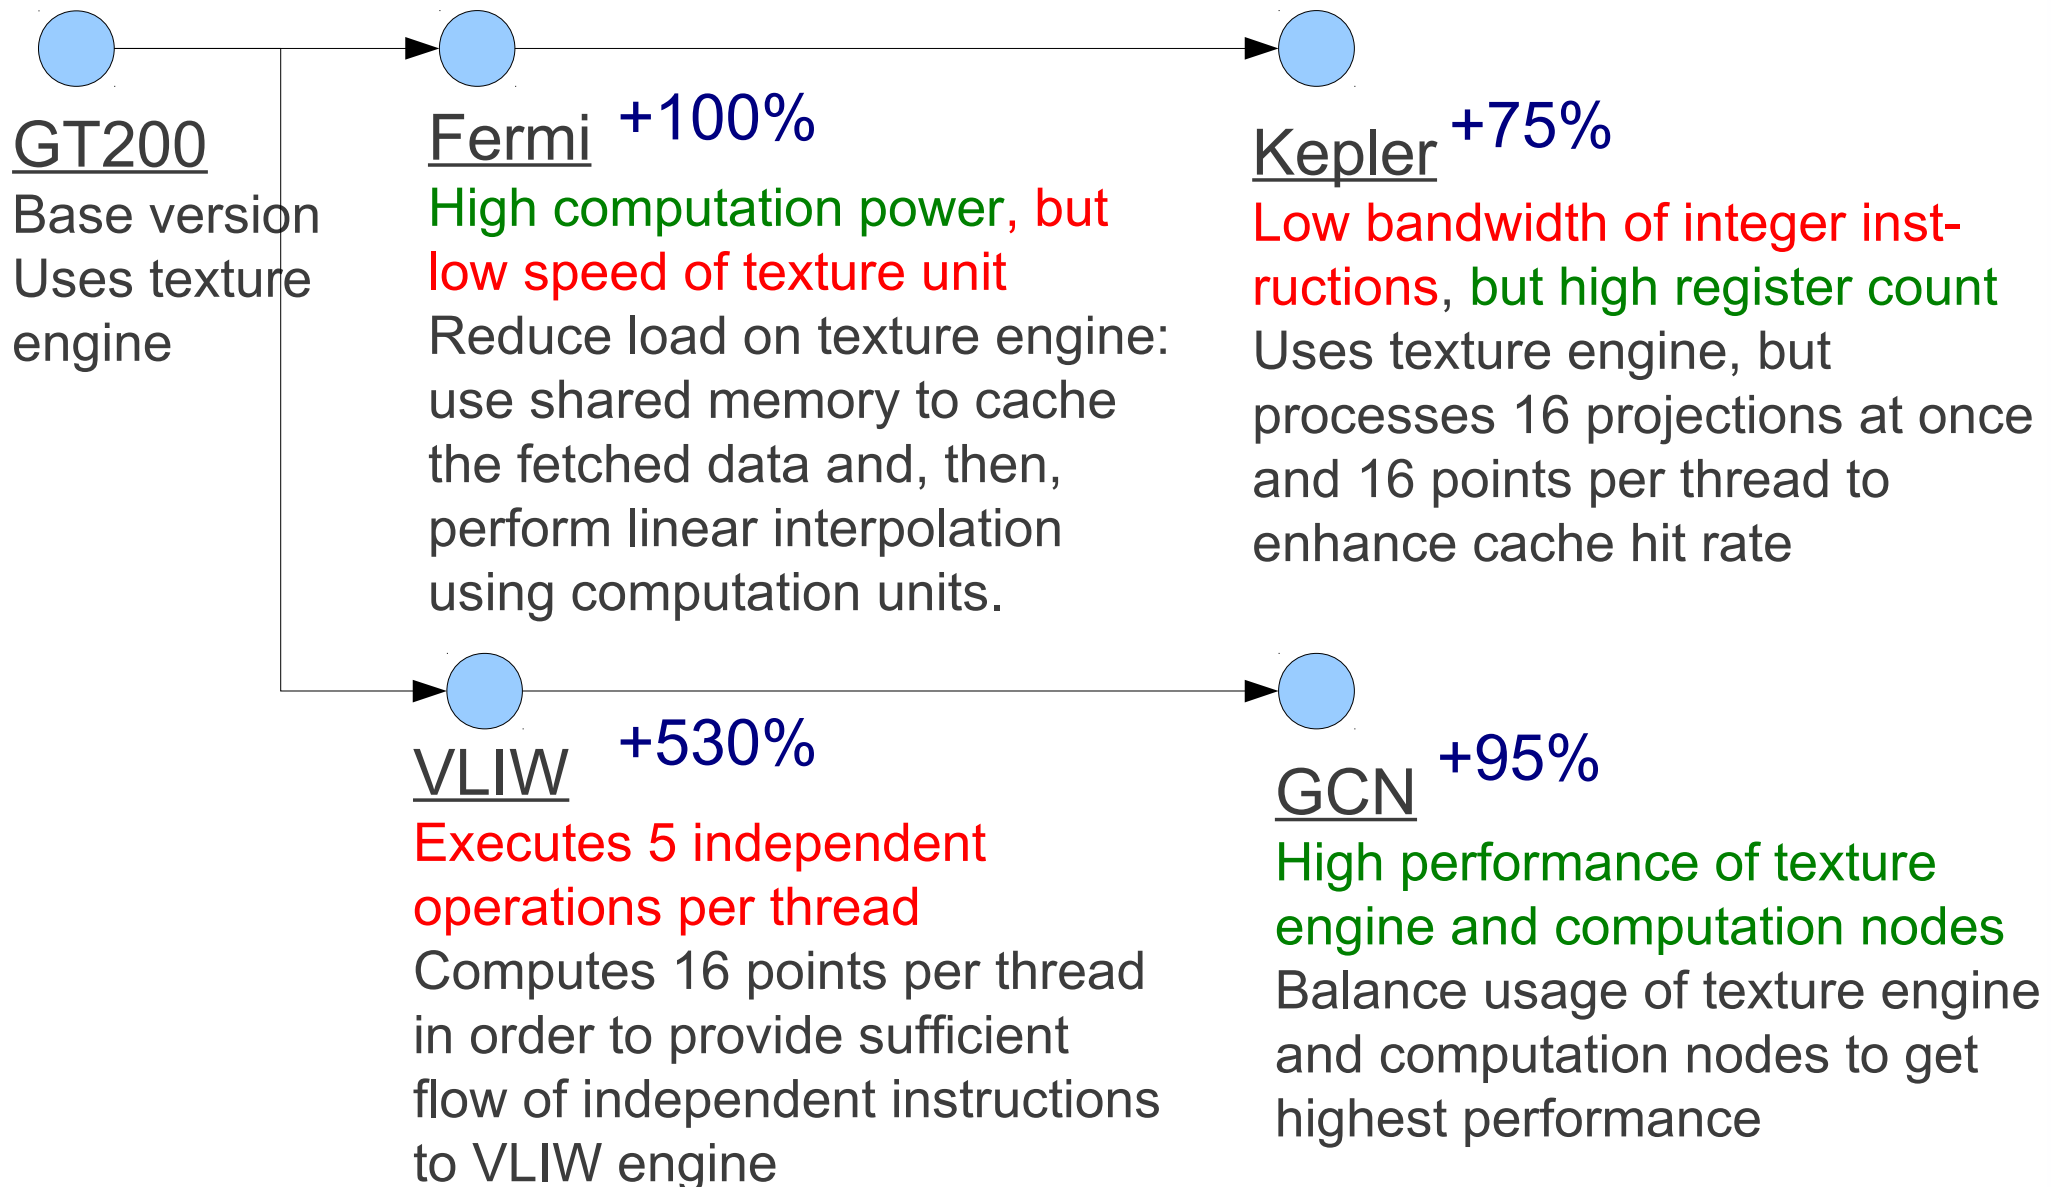 GT200
Base version
Uses texture
engine
Fermi +100%
High computation power, but
low speed of texture unit
Reduce load on texture engine:
use shared memory to cache
the fetched data and, then,
perform linear interpolation
using computation units.
Kepler +75%
Low bandwidth of integer inst-
ructions, but high register count
Uses texture engine, but
processes 16 projections at once
and 16 points per thread to
enhance cache hit rate
VLIW +530%
Executes 5 independent
operations per thread
Computes 16 points per thread
in order to provide sufficient
flow of independent instructions
to VLIW engine
GCN +95%
High performance of texture
engine and computation nodes
Balance usage of texture engine
and computation nodes to get
highest performance